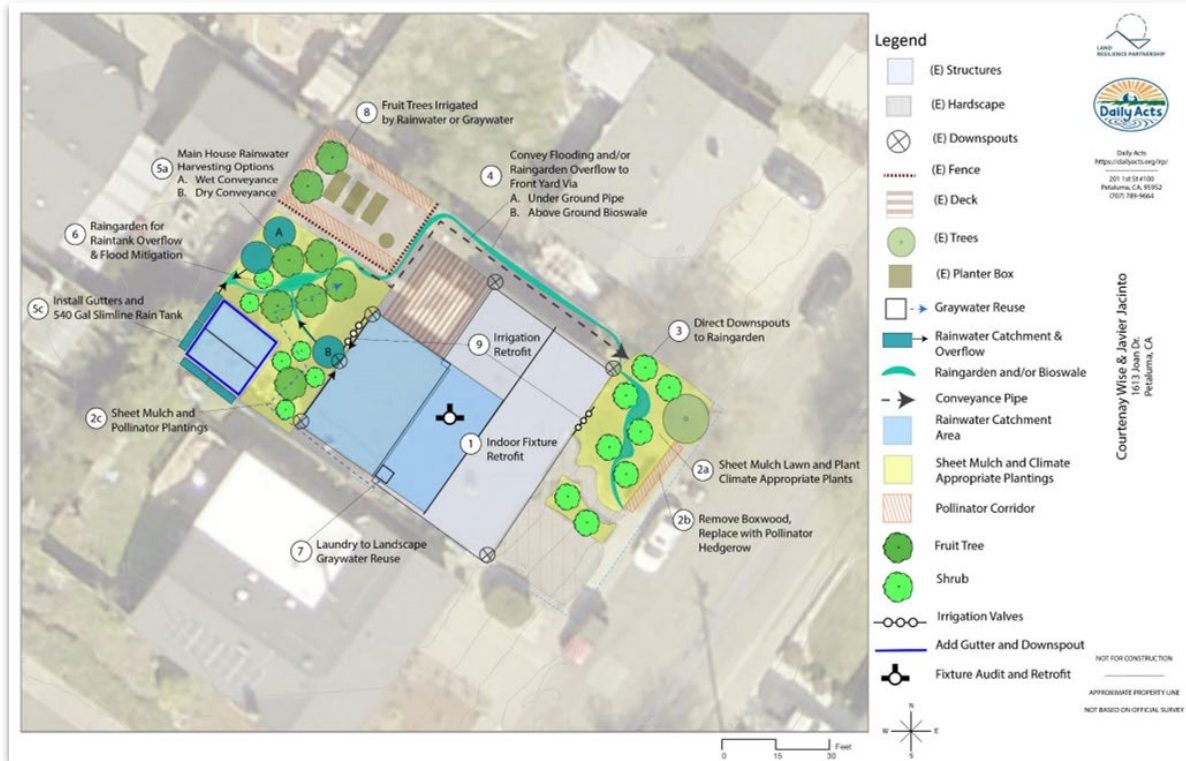 8
Fruit Trees Irrigated
by Rainwater or Graywater
5a
Main House Rainwater
Harvesting Options
A. Wet Conveyance
B. Dry Conveyance
4
Convey Flooding and/or
Raingarden Overflow to
Front Yard Via
A. Under Ground Pipe
B. Above Ground Bioswale
6
Raingarden for
Raintank Overflow
& Flood Mitigation
A
5c
Install Gutters and
540 Gal Slimline Rain Tank
B
9
Irrigation
Retrofit
3
Direct Downspouts
to Raingarden
2c
Sheet Mulch and
Pollinator Plantings
1
Indoor Fixture
Retrofit
2a
Sheet Mulch Lawn and Plant
Climate Appropriate Plants
2b
Remove Boxwood,
Replace with Pollinator
Hedgerow
7
Laundry to Landscape
Graywater Reuse
Legend
(E) Structures
(E) Hardscape
(E) Downspouts
(E) Fence
(E) Deck
(E) Trees
(E) Planter Box
Graywater Reuse
Rainwater Catchment &
Overflow
Raingarden and/or Bioswale
Conveyance Pipe
Rainwater Catchment
Area
Sheet Mulch and Climate
Appropriate Plantings
Pollinator Corridor
Fruit Tree
Shrub
Irrigation Valves
Add Gutter and Downspout
Fixture Audit and Retrofit
N
W E
S
0 15 30 Feet
LAND
RESILIENCE PARTNERSHIP
Daily Acts
Daily Acts
https://dailyacts.org/lrp/
201 1st St #100
Petaluma, CA, 95952
(707) 789-9664
Courtenay Wise & Javier Jacinto
1613 Joan Dr.
Petaluma, CA
NOT FOR CONSTRUCTION
APPROXIMATE PROPERTY LINE
NOT BASED ON OFFICIAL SURVEY